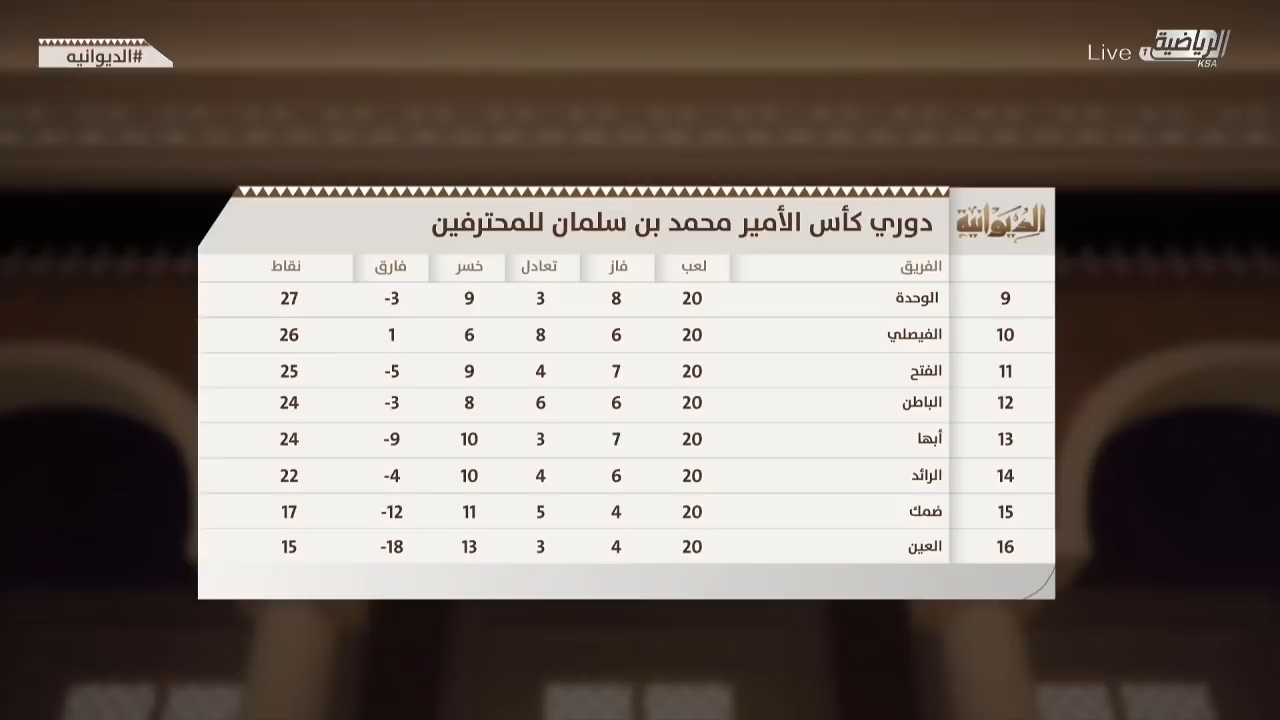 #الديوانيه
Live الرياضية 1 KSA
الديوانية
دوري كأس الأمير محمد بن سلمان للمحترفين
الفريق لعب فاز تعادل خسر فارق نقاط
9 الوحدة 20 8 3 9 -3 27
10 الفيصلي 20 6 8 6 1 26
11 الفتح 20 7 4 9 -5 25
12 الباطن 20 6 6 8 -3 24
13 أبها 20 7 3 10 -9 24
14 الرائد 20 6 4 10 -4 22
15 ضمك 20 4 5 11 -12 17
16 العين 20 4 3 13 -18 15